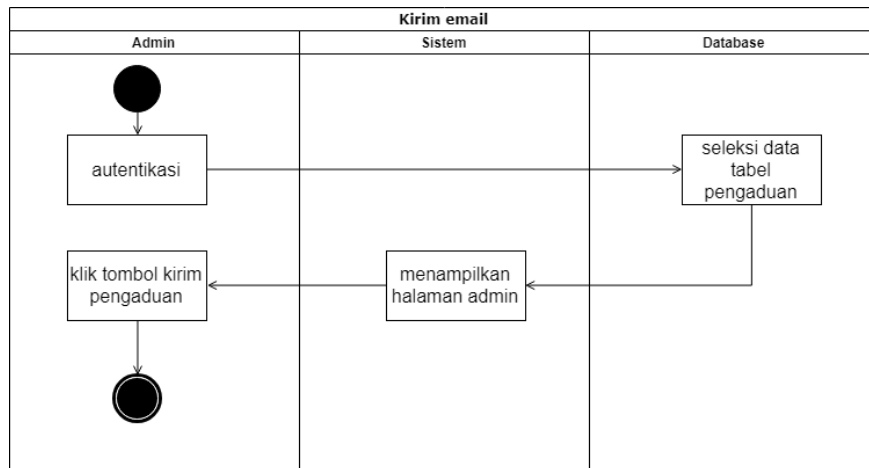 Kirim email
Admin
Sistem
Database
autentikasi
seleksi data
tabel
pengaduan
klik tombol kirim
pengaduan
menampilkan
halaman admin